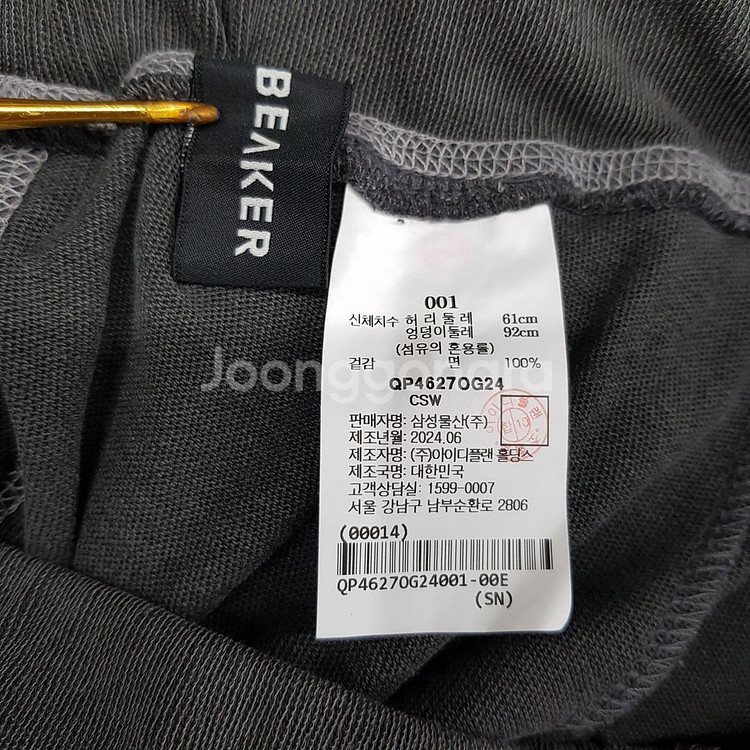 BEAKER
001
신체치수 허 리 둘 레 61cm
엉덩이둘레 92cm
(섬유의 혼용률)
겉감 면 100%
Joonggonara
QP4627OG24
CSW
판매자명: 삼성물산(주)
제조년월: 2024.06
제조자명: (주)아이디플랜 홀딩스
제조국명: 대한민국
고객상담실: 1599-0007
서울 강남구 남부순환로 2806
(00014)
QP4627OG24001-00E
(SN)